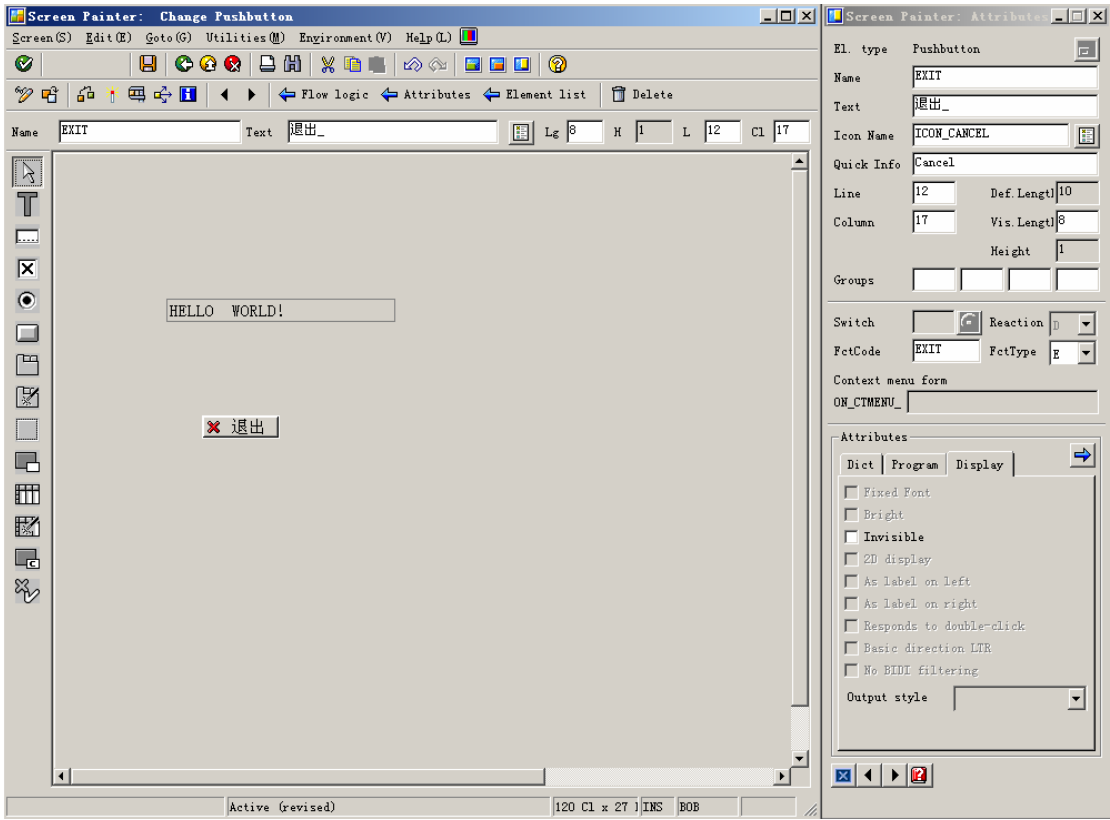 Screen Painter: Change Pushbutton
Screen(S) Edit(E) Goto(G) Utilities(M) Environment(V) Help(L)
Flow logic Attributes Element list Delete
Name EXIT Text 退出_ Lg 8 H 1 L 12 Cl 17
HELLO WORLD!
退出
Active (revised) 120 Cl x 27 l INS BOB
Screen Painter: Attributes
El. type Pushbutton
Name EXIT
Text 退出_
Icon Name ICON_CANCEL
Quick Info Cancel
Line 12 Def.Lengtl 10
Column 17 Vis.Lengtl 8
Height 1
Groups
Switch Reaction D
FctCode EXIT FctType E
Context menu form
ON_CTMENU_
Attributes
Dict Program Display
Fixed Font
Bright
Invisible
2D display
As label on left
As label on right
Responds to double-click
Basic direction LTR
No BIDI filtering
Output style